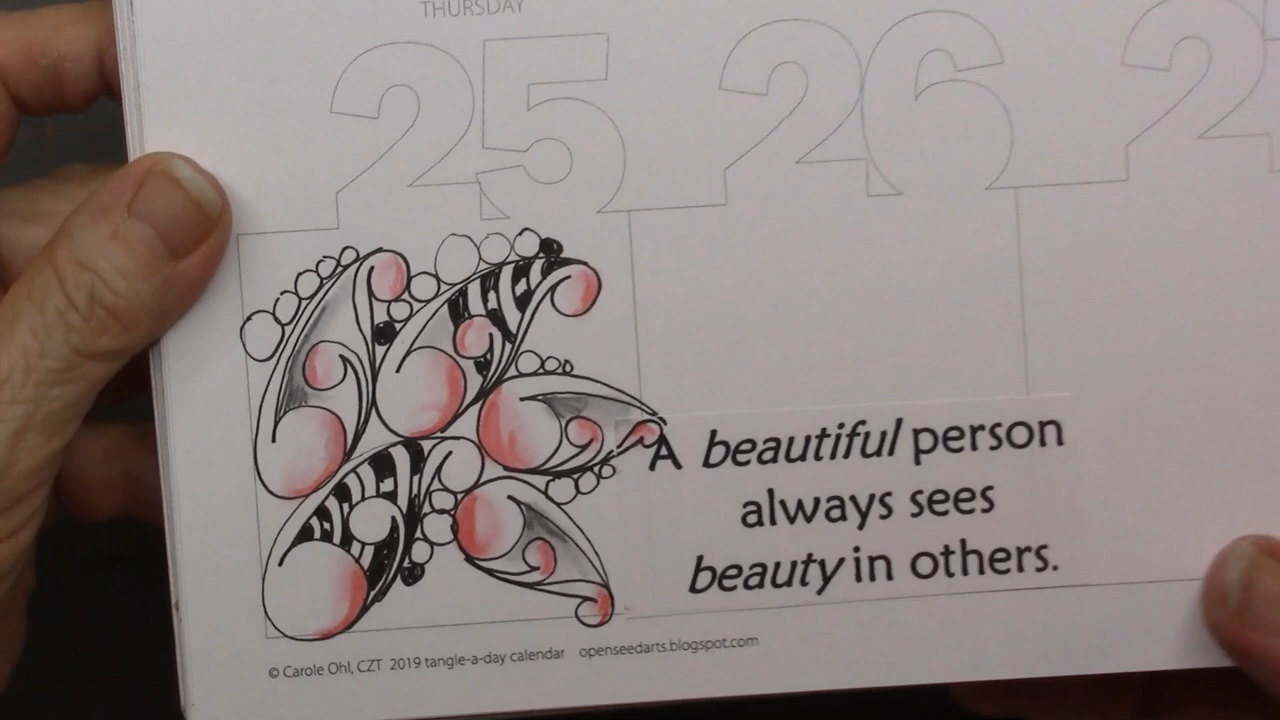 THURSDAY
25 26 2
A beautiful person
always sees
beauty in others.
© Carole Ohl, CZT 2019 tangle-a-day calendar openseedarts.blogspot.com